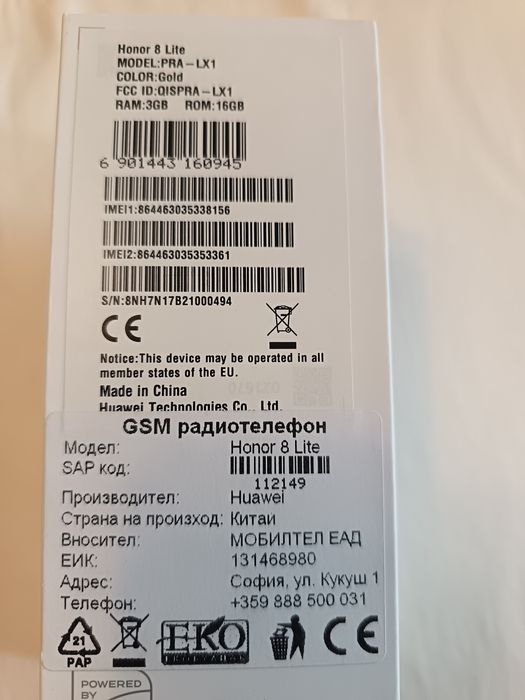 Honor 8 Lite
MODEL:PRA-LX1
COLOR:Gold
FCC ID:QISPRA-LX1
RAM:3GB ROM:16GB
6 901443 160945
IMEI1:864463035338156
IMEI2:864463035353361
S/N:8NH7N17B21000494
CE
Notice:This device may be operated in all
member states of the EU.
Made in China
Huawei Technologies Co., Ltd.
GSM радиотелефон
Модел: Honor 8 Lite
SAP код:
112149
Производител: Huawei
Страна на произход: Китай
Вносител: МОБИЛТЕЛ ЕАД
ЕИК: 131468980
Адрес: София, ул. Кукуш 1
Телефон: +359 888 500 031
21
PAP
EKO
CE
POWERED
BY